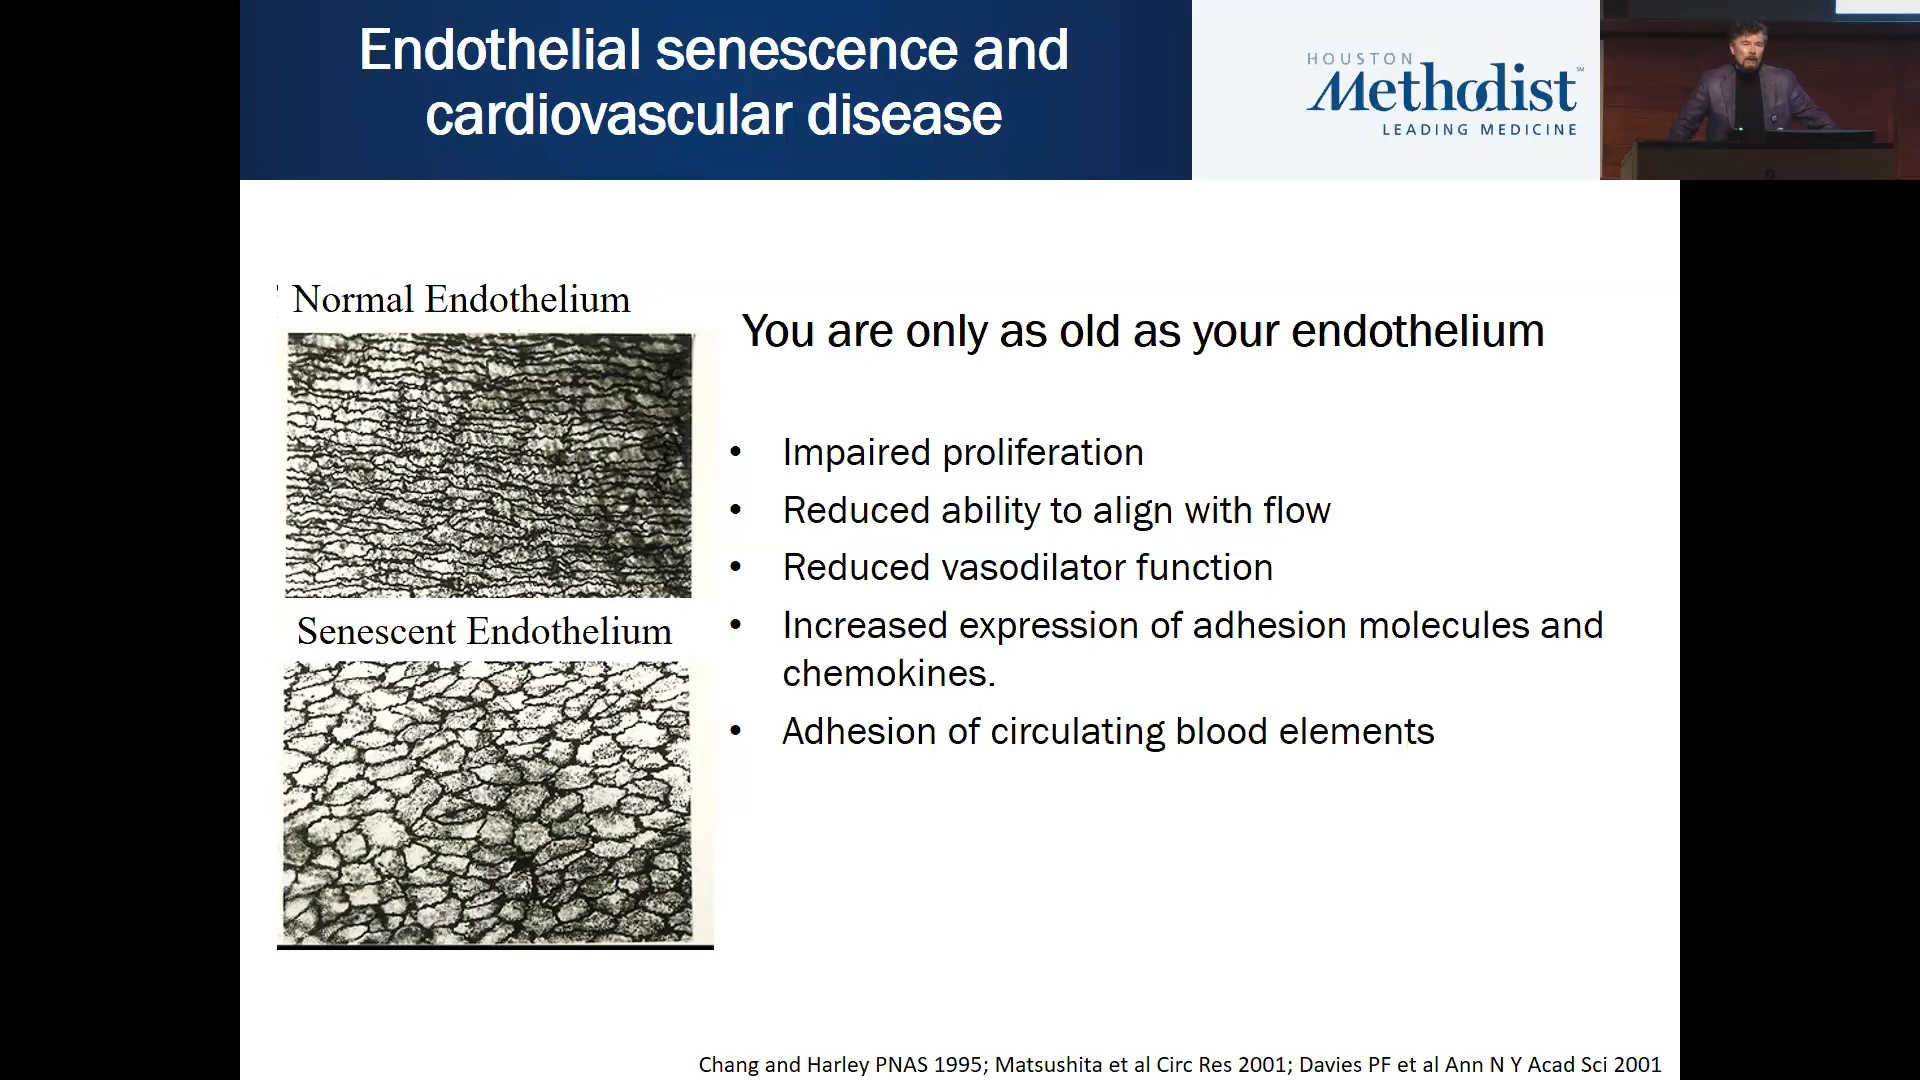 Endothelial senescence and
cardiovascular disease
HOUSTON
Methodist℠
LEADING MEDICINE
Normal Endothelium
You are only as old as your endothelium
• Impaired proliferation
• Reduced ability to align with flow
• Reduced vasodilator function
Senescent Endothelium
• Increased expression of adhesion molecules and
chemokines.
• Adhesion of circulating blood elements
Chang and Harley PNAS 1995; Matsushita et al Circ Res 2001; Davies PF et al Ann N Y Acad Sci 2001